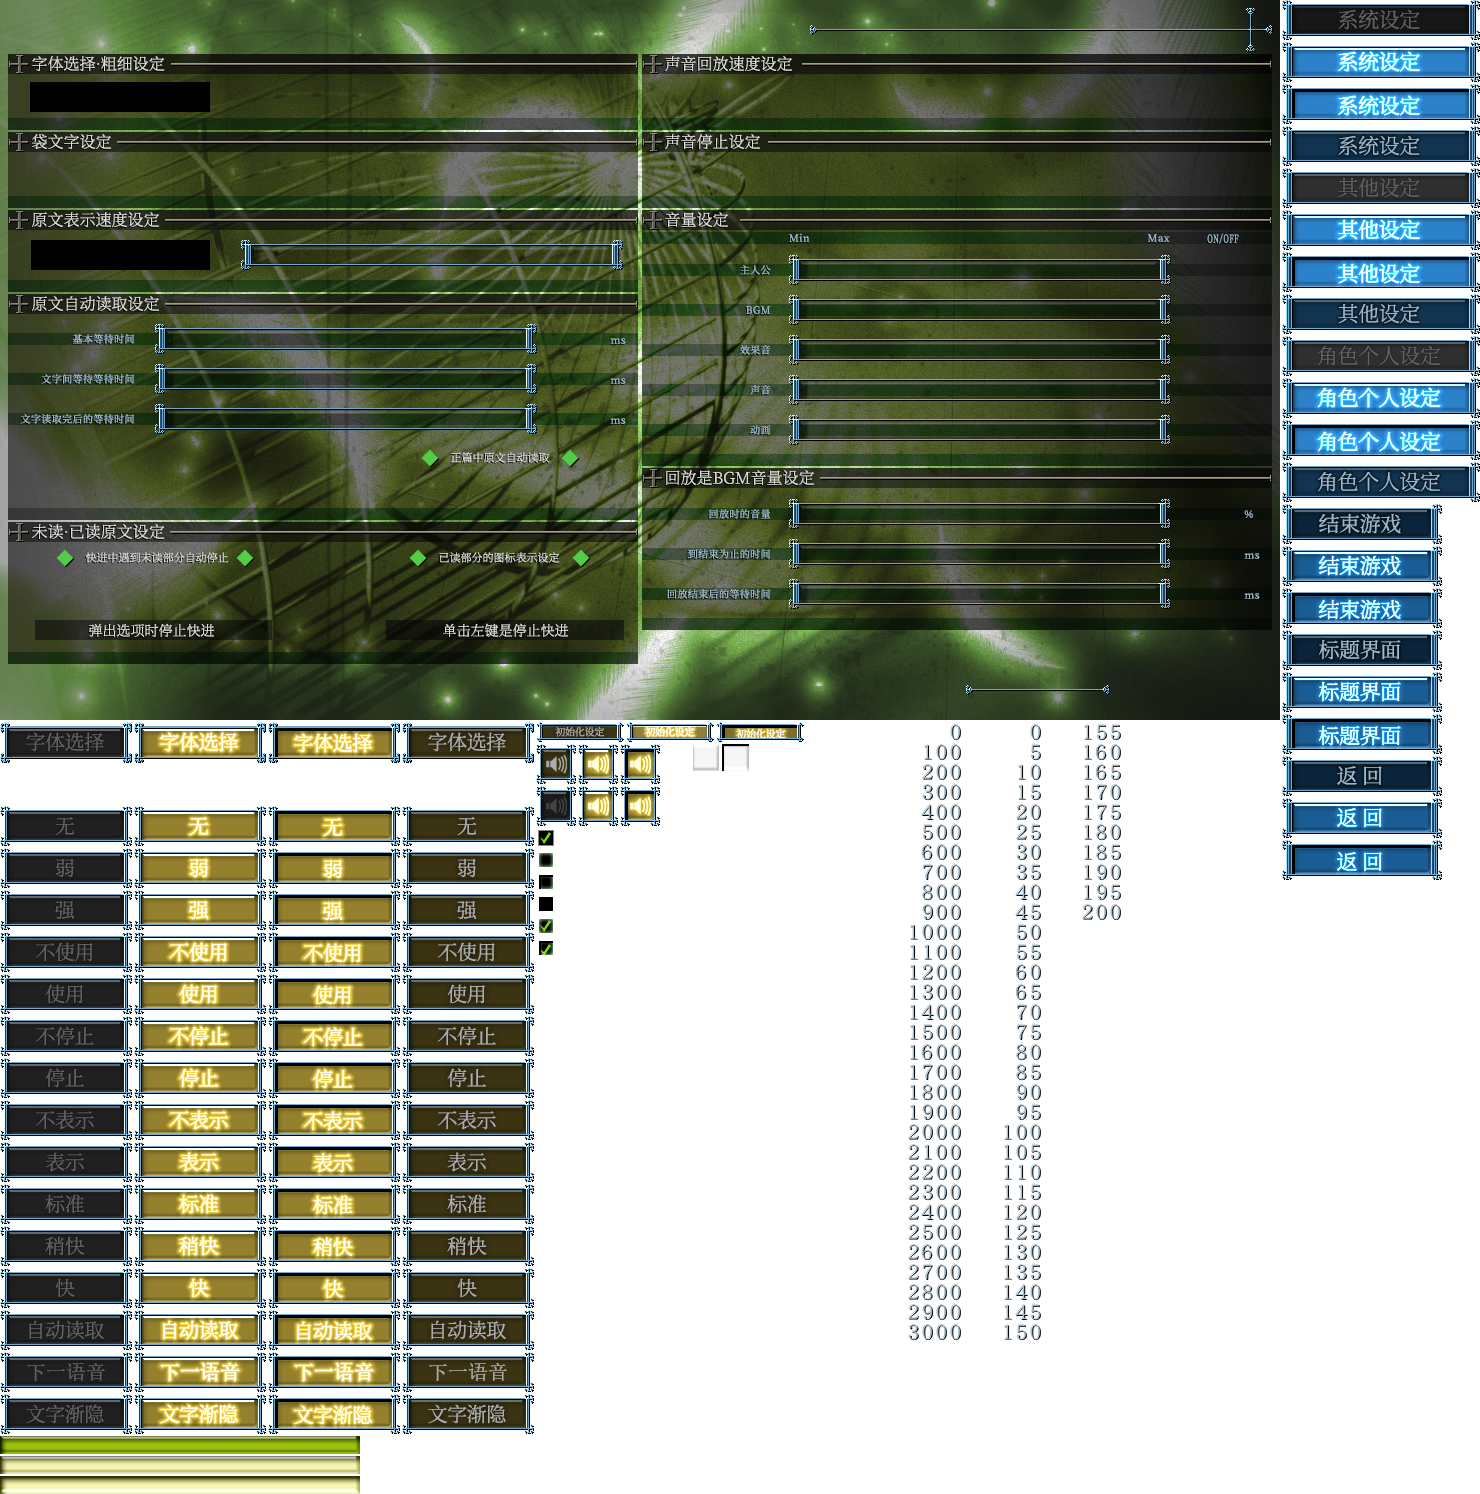 字体选择·粗细设定
袋文字设定
原文表示速度设定
原文自动读取设定
基本等待时间 ms
文字间等待等待时间 ms
文字读取完后的等待时间 ms
正篇中原文自动读取
未读·已读原文设定
快进中遇到未读部分自动停止 已读部分的图标表示设定
弹出选项时停止快进 单击左键是停止快进
声音回放速度设定
声音停止设定
音量设定
Min Max ON/OFF
主人公
BGM
效果音
声音
动画
回放是BGM音量设定
回放时的音量 %
到结束为止的时间 ms
回放结束后的等待时间 ms
系统设定
系统设定
系统设定
系统设定
其他设定
其他设定
其他设定
其他设定
角色个人设定
角色个人设定
角色个人设定
角色个人设定
结束游戏
结束游戏
结束游戏
标题界面
标题界面
标题界面
返 回
返 回
返 回
字体选择 字体选择 字体选择 字体选择
无 无 无 无
弱 弱 弱 弱
强 强 强 强
不使用 不使用 不使用 不使用
使用 使用 使用 使用
不停止 不停止 不停止 不停止
停止 停止 停止 停止
不表示 不表示 不表示 不表示
表示 表示 表示 表示
标准 标准 标准 标准
稍快 稍快 稍快 稍快
快 快 快 快
自动读取 自动读取 自动读取 自动读取
下一语音 下一语音 下一语音 下一语音
文字渐隐 文字渐隐 文字渐隐 文字渐隐
初始化设定 初始化设定 初始化设定
0 0 155
100 5 160
200 10 165
300 15 170
400 20 175
500 25 180
600 30 185
700 35 190
800 40 195
900 45 200
1000 50
1100 55
1200 60
1300 65
1400 70
1500 75
1600 80
1700 85
1800 90
1900 95
2000 100
2100 105
2200 110
2300 115
2400 120
2500 125
2600 130
2700 135
2800 140
2900 145
3000 150